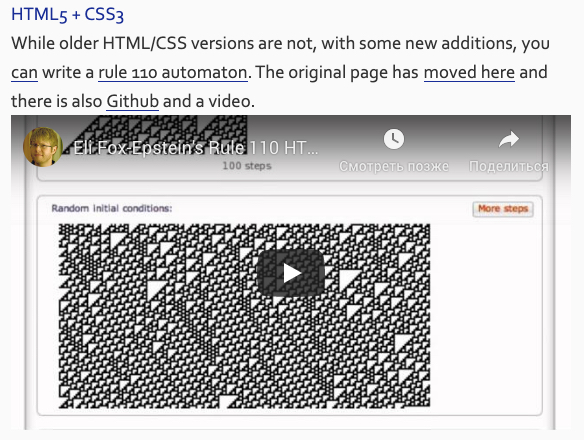 HTML5 + CSS3
While older HTML/CSS versions are not, with some new additions, you
can write a rule 110 automaton. The original page has moved here and
there is also Github and a video.
Eli Fox-Epstein's Rule 110 HT...
Смотреть позже
Поделиться
100 steps
Random initial conditions:
More steps